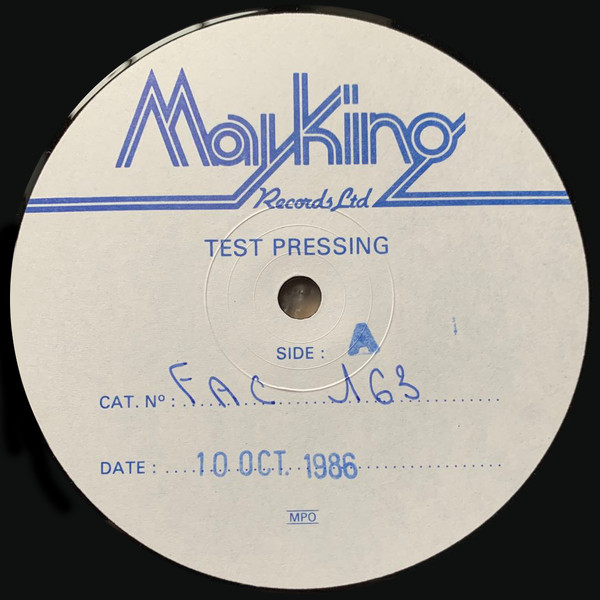 Mayking
Records Ltd
TEST PRESSING
SIDE : A
CAT. Nº : FAC 163
DATE : 10 OCT. 1986
MPO